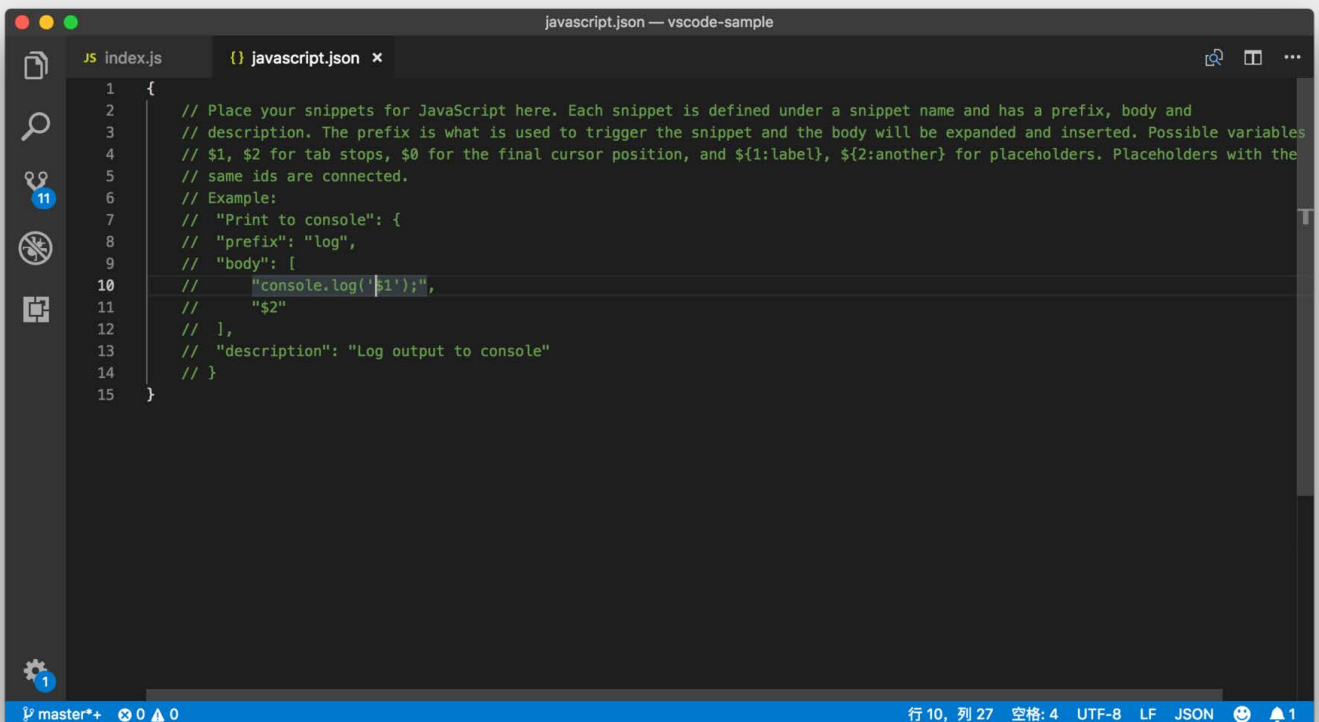 javascript.json — vscode-sample
JS index.js {} javascript.json ×
1 {
2 // Place your snippets for JavaScript here. Each snippet is defined under a snippet name and has a prefix, body and
3 // description. The prefix is what is used to trigger the snippet and the body will be expanded and inserted. Possible variables
4 // $1, $2 for tab stops, $0 for the final cursor position, and ${1:label}, ${2:another} for placeholders. Placeholders with the
5 // same ids are connected.
6 // Example:
7 // "Print to console": {
8 // "prefix": "log",
9 // "body": [
10 // "console.log('$1');",
11 // "$2"
12 // ],
13 // "description": "Log output to console"
14 // }
15 }
11
1
master*+ 0 0 行 10，列 27 空格: 4 UTF-8 LF JSON 1